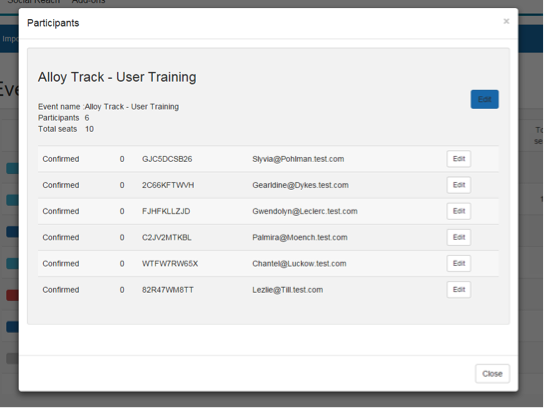 Social Reach Add-ons
Participants ×
Impo
Eve
Alloy Track - User Training
Edit
Event name Alloy Track - User Training
Participants 6
Total seats 10
To
se
Confirmed 0 GJC5DCSB26 Slyvia@Pohlman.test.com Edit
Confirmed 0 2C66KFTWVH Gearldine@Dykes.test.com Edit
Confirmed 0 FJHFKLLZJD Gwendolyn@Leclerc.test.com Edit
Confirmed 0 C2JV2MTKBL Palmira@Moench.test.com Edit
Confirmed 0 WTFW7RW65X Chantel@Luckow.test.com Edit
Confirmed 0 82R47WM8TT Lezlie@Till.test.com Edit
Close